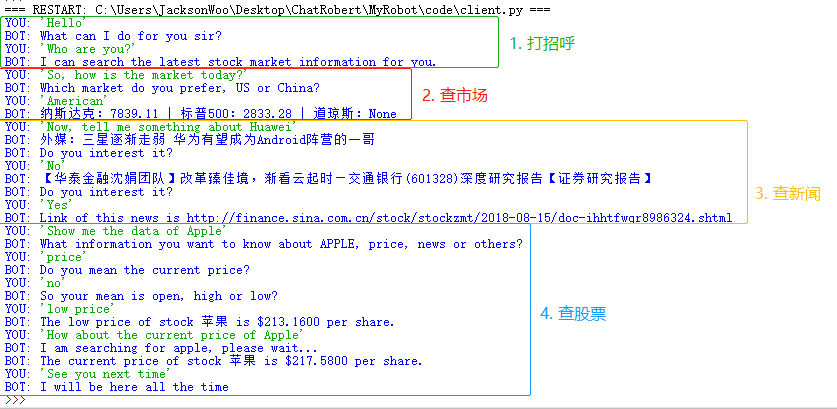 >>>
=== RESTART: C:\Users\JacksonWoo\Desktop\ChatRobert\MyRobot\code\client.py ===
YOU: 'Hello'
BOT: What can I do for you sir?
YOU: 'Who are you?'
BOT: I can search the latest stock market information for you.
1. 打招呼
YOU: 'So, how is the market today?'
BOT: Which market do you prefer, US or China?
YOU: 'American'
BOT: 纳斯达克: 7839.11 | 标普500: 2833.28 | 道琼斯: None
2. 查市场
YOU: 'Now, tell me something about Huawei'
BOT: 外媒: 三星逐渐走弱 华为有望成为Android阵营的一哥
BOT: Do you interest it?
YOU: 'No'
BOT: 【华泰金融沈娟团队】改革臻佳境，渐看云起时－交通银行(601328)深度研究报告【证券研究报告】
BOT: Do you interest it?
YOU: 'Yes'
BOT: Link of this news is http://finance.sina.com.cn/stock/stockzmt/2018-08-15/doc-ihhtfwqr8986324.shtml
3. 查新闻
YOU: 'Show me the data of Apple'
BOT: What information you want to know about APPLE, price, news or others?
YOU: 'price'
BOT: Do you mean the current price?
YOU: 'no'
BOT: So your mean is open, high or low?
YOU: 'low price'
BOT: The low price of stock 苹果 is $213.1600 per share.
YOU: 'How about the current price of Apple'
BOT: I am searching for apple, please wait...
BOT: The current price of stock 苹果 is $217.5800 per share.
YOU: 'See you next time'
BOT: I will be here all the time
4. 查股票
>>>